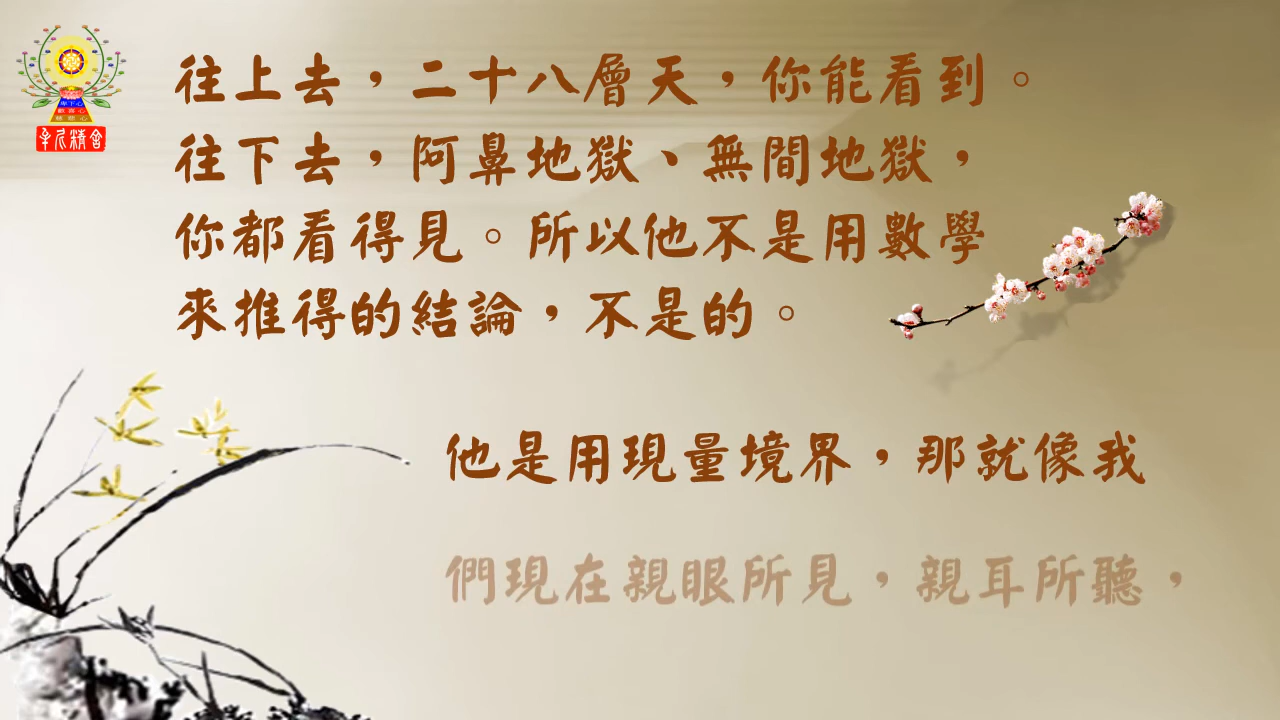 往上去，二十八層天，你能看到。
往下去，阿鼻地獄、無間地獄，
你都看得見。所以他不是用數學
來推得的結論，不是的。
他是用現量境界，那就像我
們現在親眼所見，親耳所聽，